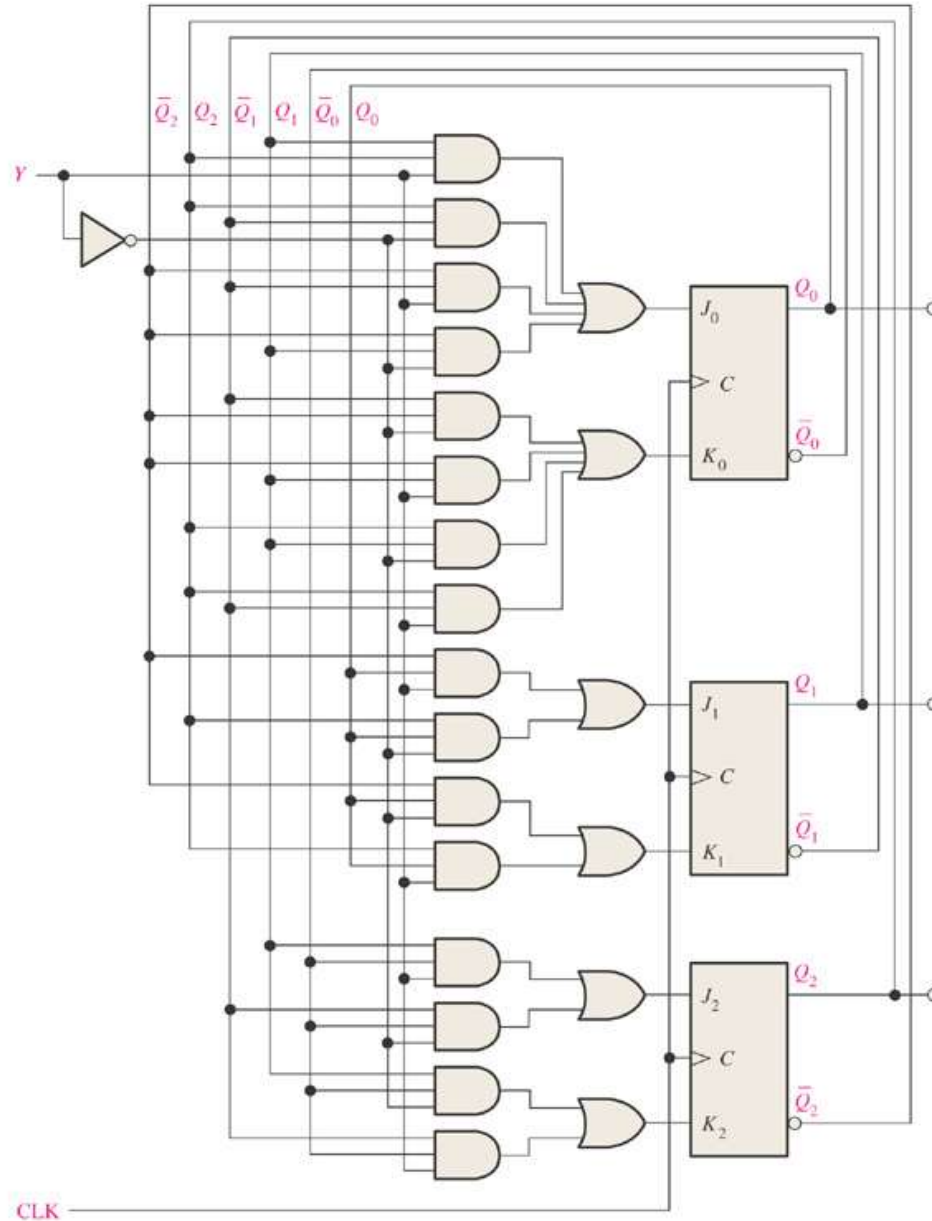 Q̅₂ Q₂ Q̅₁ Q₁ Q̅₀ Q₀
Y
J₀ Q₀
C
K₀ Q̅₀
J₁ Q₁
C
K₁ Q̅₁
J₂ Q₂
C
K₂ Q̅₂
CLK